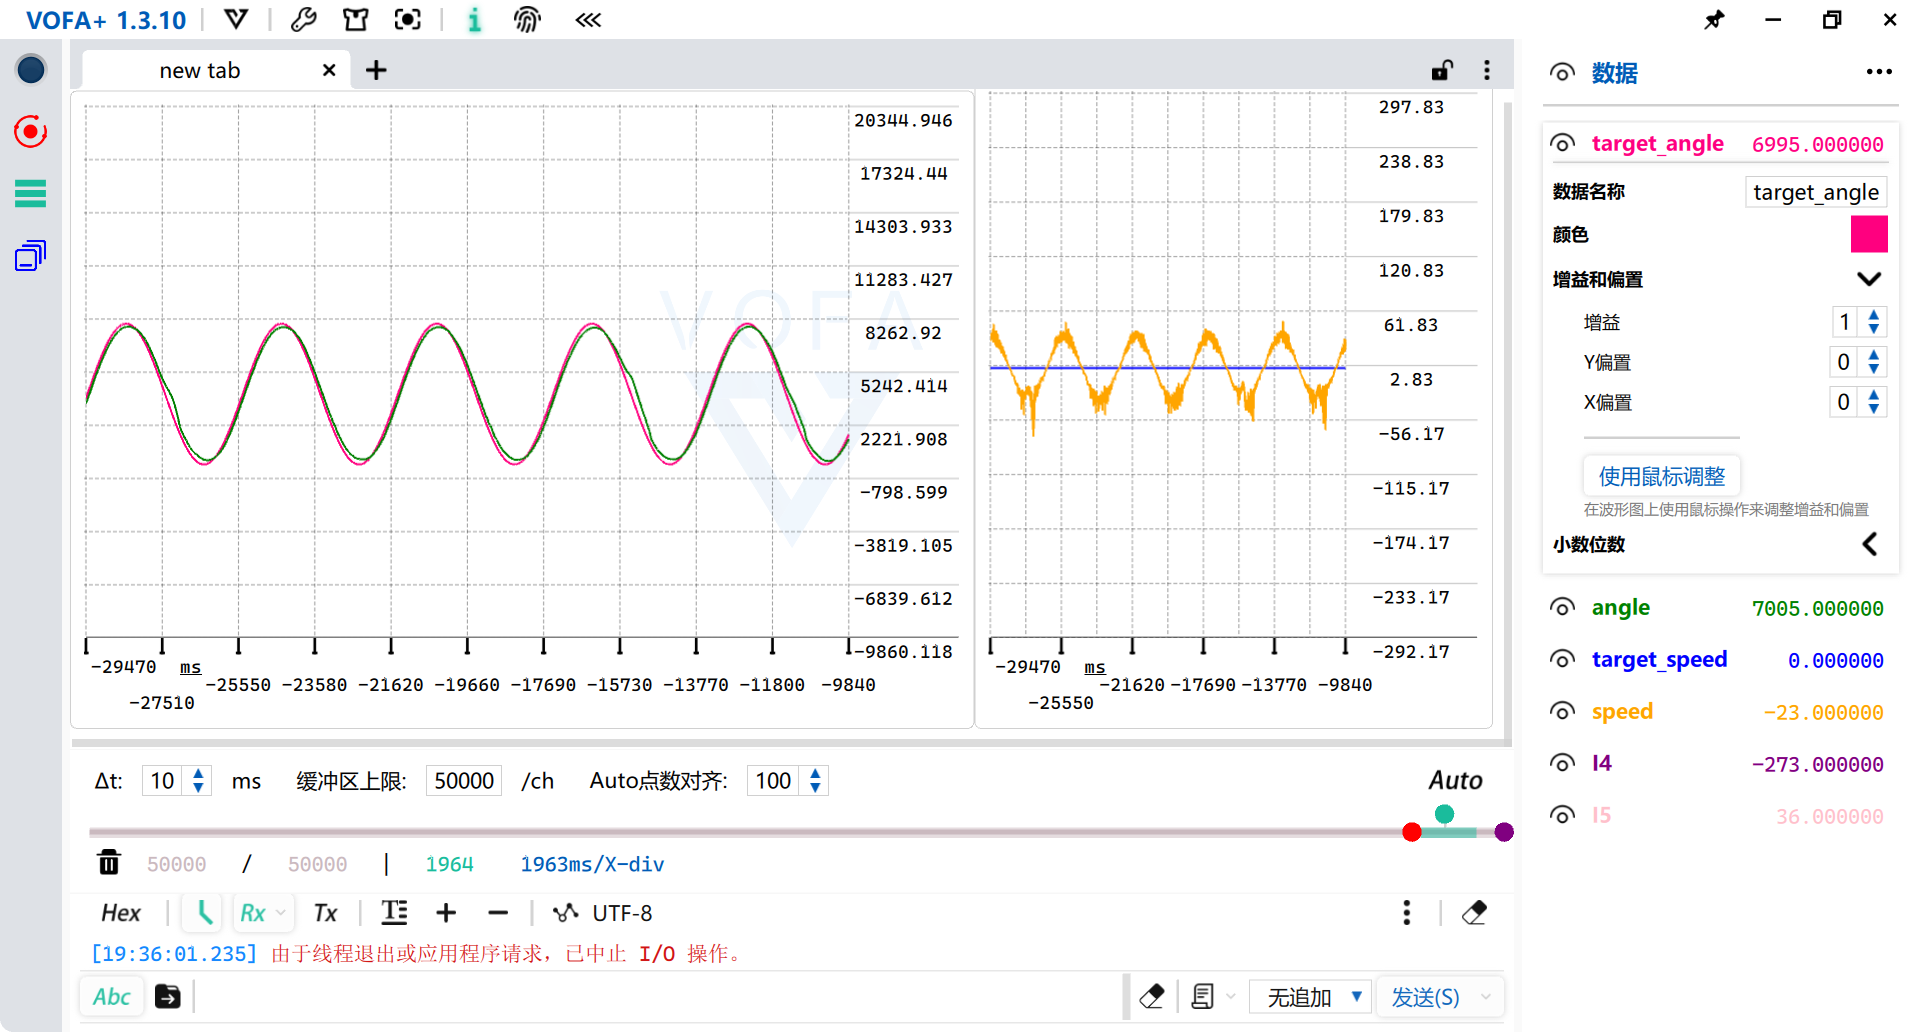 VOFA+ 1.3.10
new tab
20344.946
17324.44
14303.933
11283.427
8262.92
5242.414
2221.908
-798.599
-3819.105
-6839.612
-9860.118
-29470 ms
-27510
-25550 -23580 -21620 -19660 -17690 -15730 -13770 -11800 -9840
VOFA
297.83
238.83
179.83
120.83
61.83
2.83
-56.17
-115.17
-174.17
-233.17
-292.17
-29470 ms
-25550
-21620 -17690 -13770 -9840
Δt: 10 ms 缓冲区上限: 50000 /ch Auto点数对齐: 100 Auto
50000 / 50000 | 1964 1963ms/X-div
Hex Rx Tx UTF-8
[19:36:01.235] 由于线程退出或应用程序请求，已中止 I/O 操作。
Abc 无追加 发送(S)
数据
target_angle 6995.000000
数据名称 target_angle
颜色
增益和偏置
增益 1
Y偏置 0
X偏置 0
使用鼠标调整
在波形图上使用鼠标操作来调整增益和偏置
小数位数
angle 7005.000000
target_speed 0.000000
speed -23.000000
I4 -273.000000
I5 36.000000